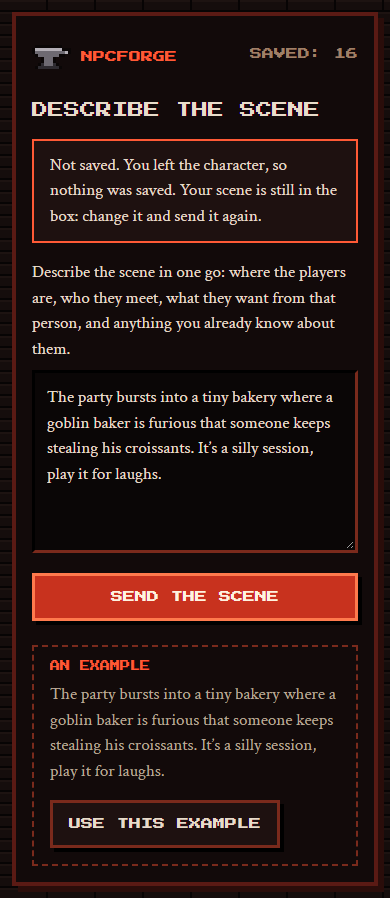 NPCFORGE
SAVED: 16
DESCRIBE THE SCENE
Not saved. You left the character, so
nothing was saved. Your scene is still in the
box: change it and send it again.
Describe the scene in one go: where the players
are, who they meet, what they want from that
person, and anything you already know about
them.
The party bursts into a tiny bakery where a
goblin baker is furious that someone keeps
stealing his croissants. It’s a silly session,
play it for laughs.
SEND THE SCENE
AN EXAMPLE
The party bursts into a tiny bakery where a
goblin baker is furious that someone keeps
stealing his croissants. It’s a silly session,
play it for laughs.
USE THIS EXAMPLE